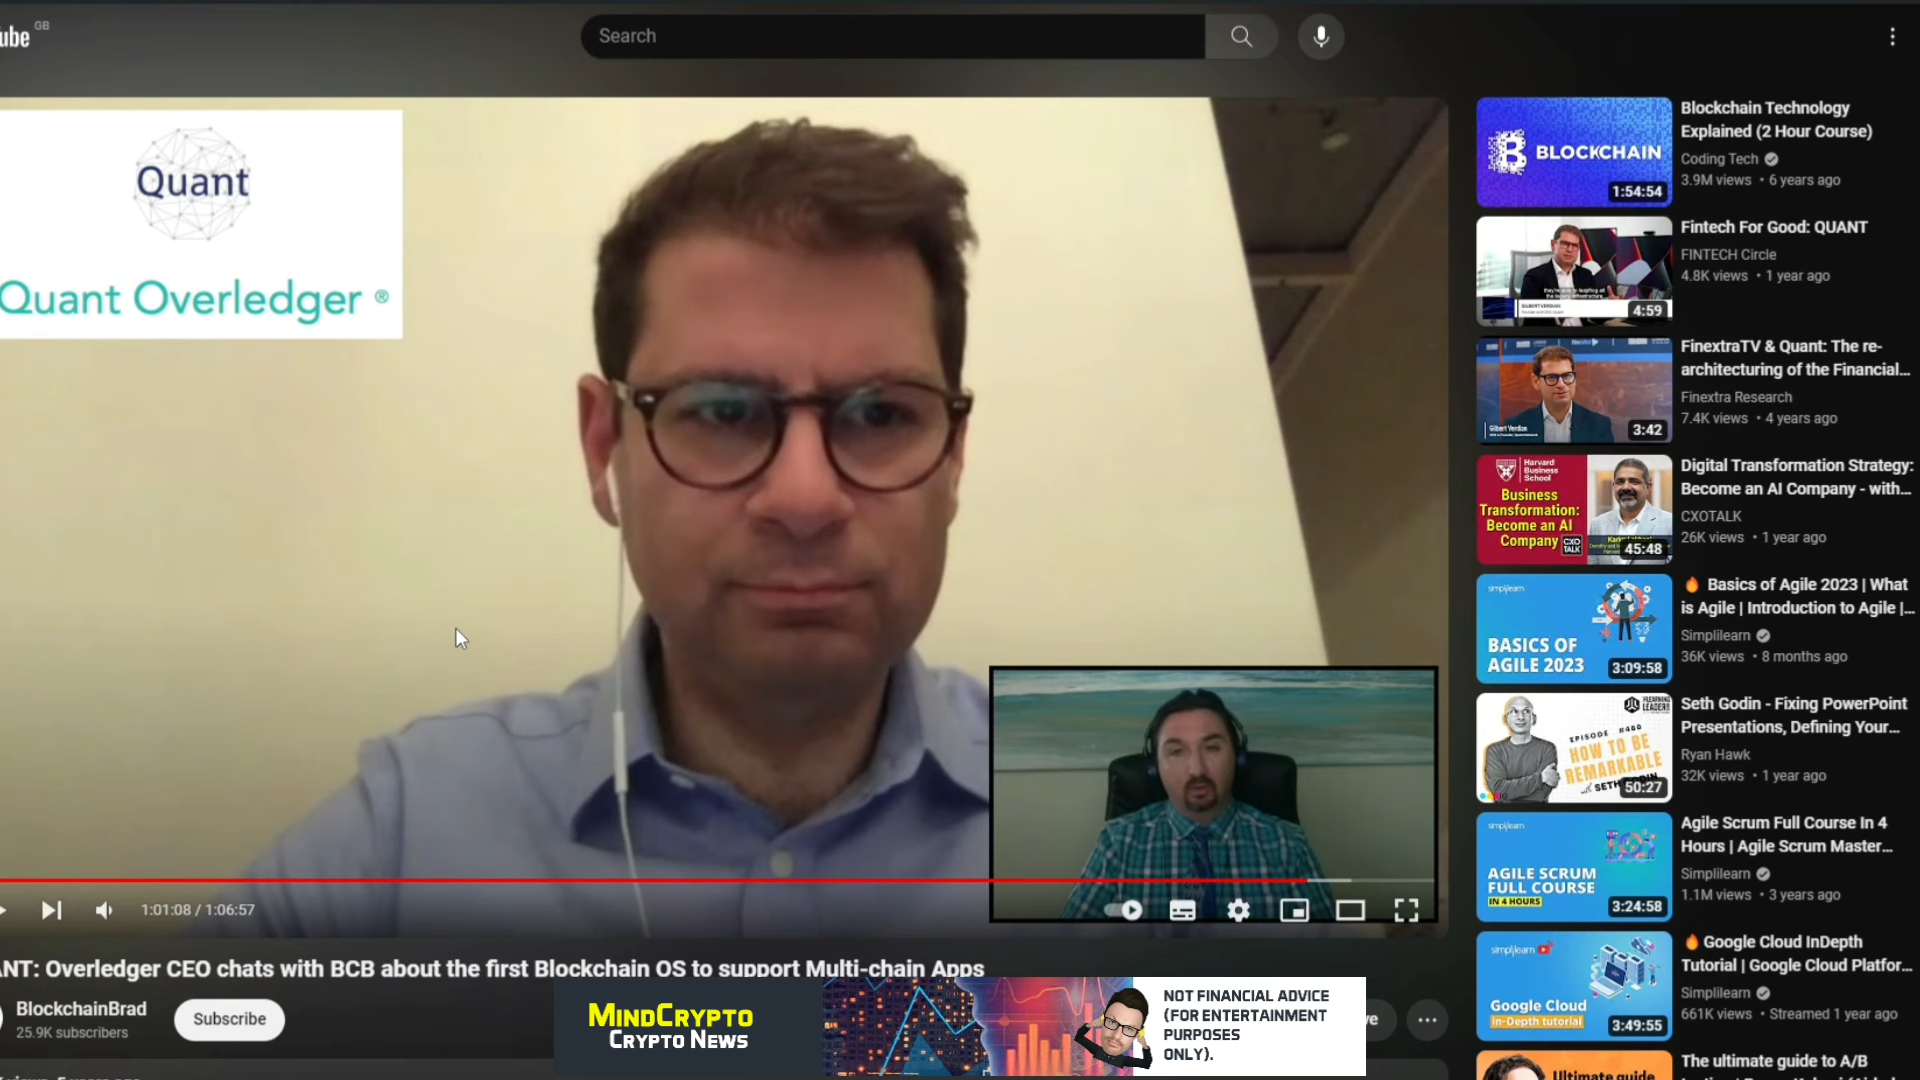 ube GB
Search
Quant
Quant Overledger ®
1:01:08 / 1:06:57
ANT: Overledger CEO chats with BCB about the first Blockchain OS to support Multi-chain Apps
BlockchainBrad
25.9K subscribers
Subscribe
MINDCRYPTO
CRYPTO NEWS
NOT FINANCIAL ADVICE
(FOR ENTERTAINMENT
PURPOSES
ONLY).
BLOCKCHAIN
1:54:54
Blockchain Technology
Explained (2 Hour Course)
Coding Tech
3.9M views • 6 years ago
4:59
Fintech For Good: QUANT
FINTECH Circle
4.8K views • 1 year ago
Gilbert Verdian
3:42
FinextraTV & Quant: The re-
architecturing of the Financial...
Finextra Research
7.4K views • 4 years ago
Harvard
Business
School
Business
Transformation:
Become an AI
Company
CXO
TALK
45:48
Digital Transformation Strategy:
Become an AI Company - with...
CXOTALK
26K views • 1 year ago
simplilearn
BASICS OF
AGILE 2023
3:09:58
🔥 Basics of Agile 2023 | What
is Agile | Introduction to Agile |...
Simplilearn
36K views • 8 months ago
EPISODE #480
HOW TO BE
REMARKABLE
50:27
Seth Godin - Fixing PowerPoint
Presentations, Defining Your...
Ryan Hawk
32K views • 1 year ago
simplilearn
AGILE SCRUM
FULL COURSE
IN 4 HOURS
3:24:58
Agile Scrum Full Course In 4
Hours | Agile Scrum Master...
Simplilearn
1.1M views • 3 years ago
simplilearn
Google Cloud
In-Depth tutorial
3:49:55
🔥Google Cloud InDepth
Tutorial | Google Cloud Platfor...
Simplilearn
661K views • Streamed 1 year ago
Ultimate guide
The ultimate guide to A/B